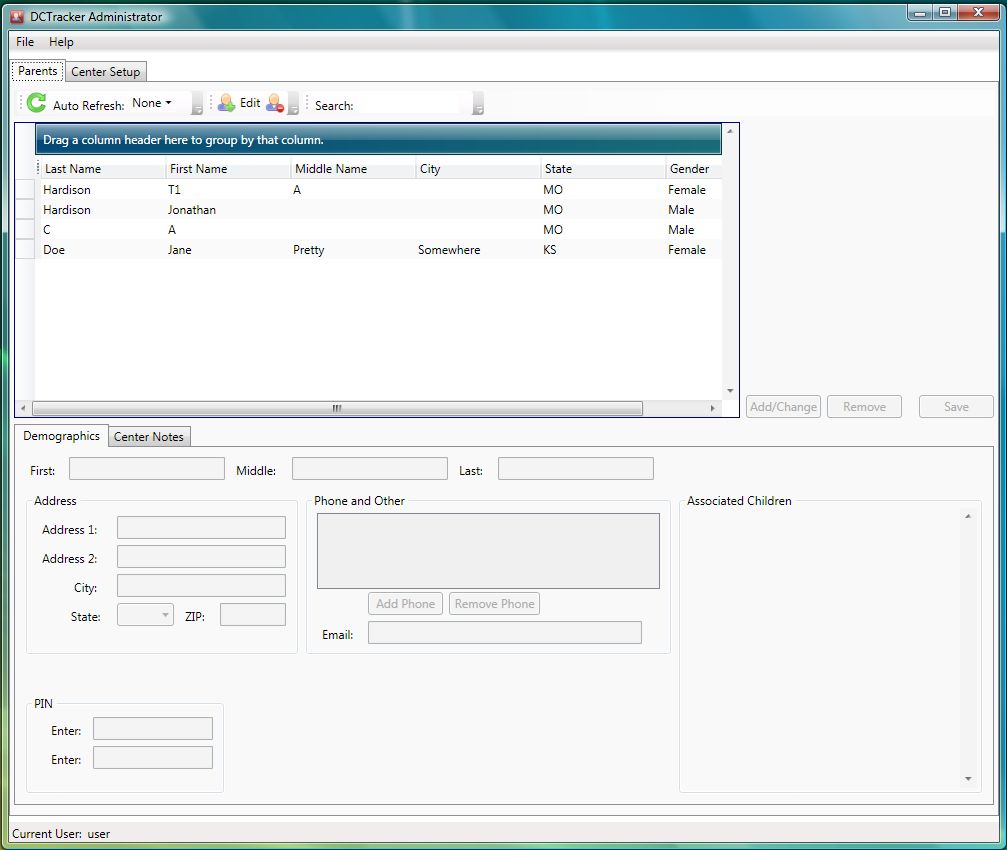 DCTracker Administrator
File Help
Parents Center Setup
Auto Refresh: None Edit Search:
Drag a column header here to group by that column.
Last Name First Name Middle Name City State Gender
Hardison T1 A MO Female
Hardison Jonathan MO Male
C A MO Male
Doe Jane Pretty Somewhere KS Female
Add/Change Remove Save
Demographics Center Notes
First: Middle: Last:
Address Phone and Other Associated Children
Address 1:
Address 2:
City:
Add Phone Remove Phone
State: ZIP:
Email:
PIN
Enter:
Enter:
Current User: user